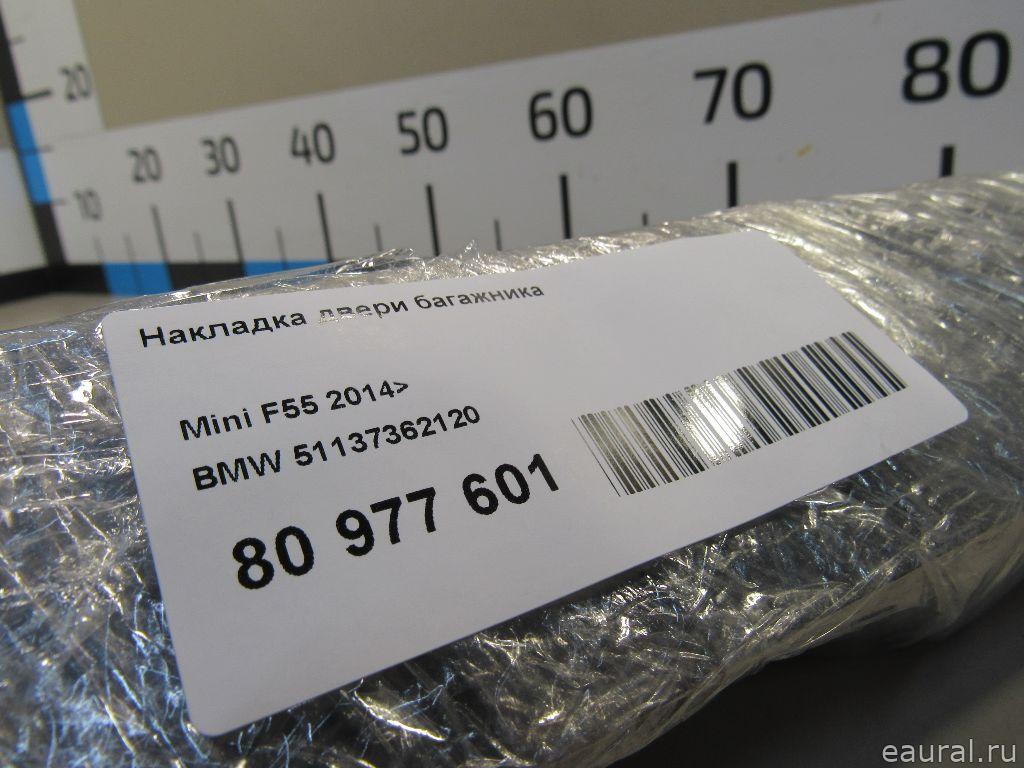 20
10 20 30 40 50 60 70 80
Накладка двери багажника
Mini F55 2014>
BMW 51137362120
80 977 601
eaural.ru